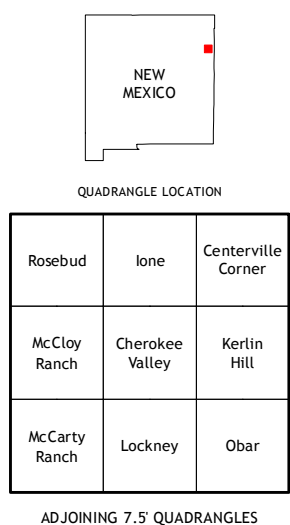 NEW
MEXICO
QUADRANGLE LOCATION
Rosebud
Ione
Centerville
Corner
McCloy
Ranch
Cherokee
Valley
Kerlin
Hill
McCarty
Ranch
Lockney
Obar
ADJOINING 7.5' QUADRANGLES